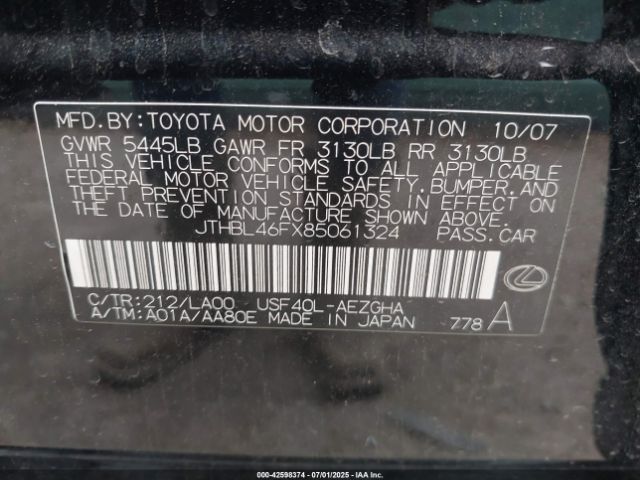 MFD.BY:TOYOTA MOTOR CORPORATION 10/07
GVWR 5445LB GAWR FR 3130LB RR 3130LB
THIS VEHICLE CONFORMS TO ALL APPLICABLE
FEDERAL MOTOR VEHICLE SAFETY,BUMPER,AND
THEFT PREVENTION STANDARDS IN EFFECT ON
THE DATE OF MANUFACTURE SHOWN ABOVE.
JTHBL46FX85061324 PASS.CAR
C/TR:212/LA00 USF40L-AEZGHA
A/TM:A01A/AA80E MADE IN JAPAN 778 A
000-42598374 | 07/01/2025 - IAA Inc.